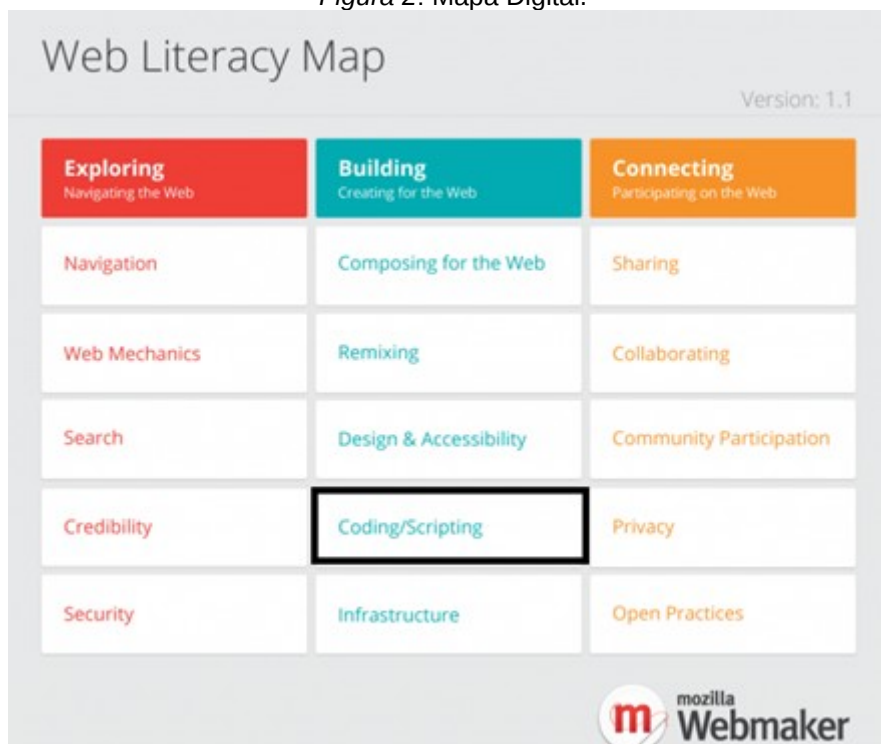 Figura 2. Mapa Digital.
Web Literacy Map
Version: 1.1
Exploring
Navigating the Web
Building
Creating for the Web
Connecting
Participating on the Web
Navigation
Composing for the Web
Sharing
Web Mechanics
Remixing
Collaborating
Search
Design & Accessibility
Community Participation
Credibility
Coding/Scripting
Privacy
Security
Infrastructure
Open Practices
m
mozilla
Webmaker